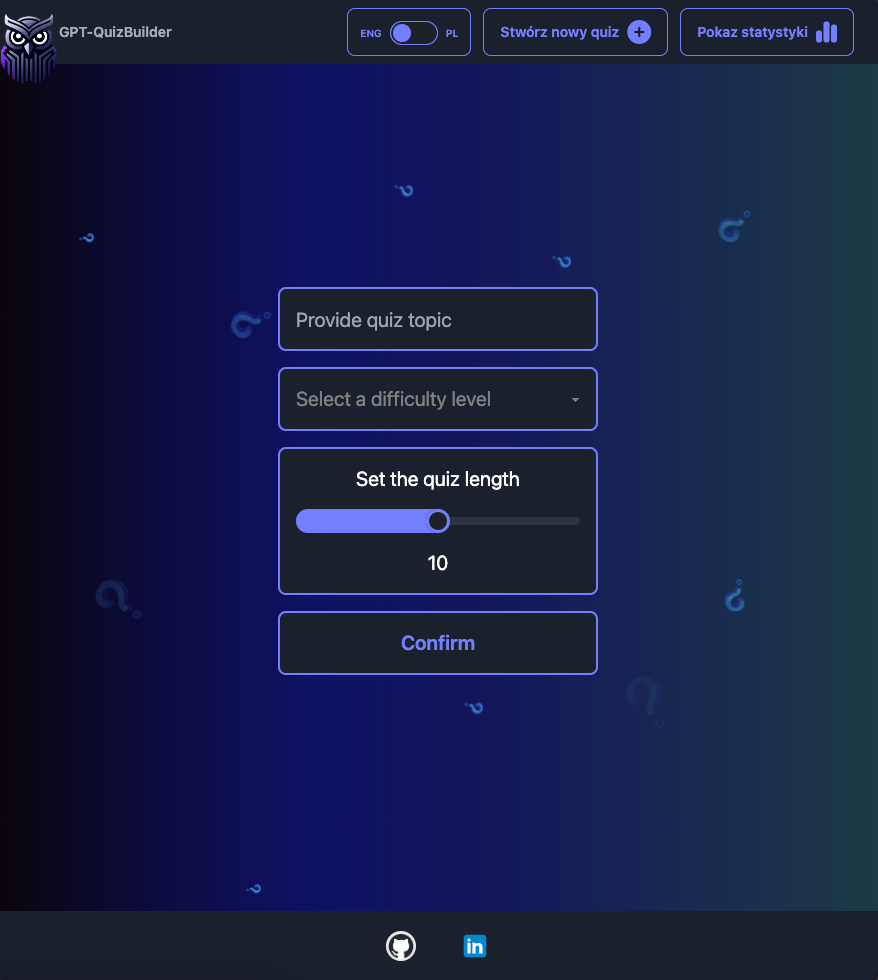 GPT-QuizBuilder
ENG PL
Stwórz nowy quiz
Pokaz statystyki
Provide quiz topic
Select a difficulty level
Set the quiz length
10
Confirm
in